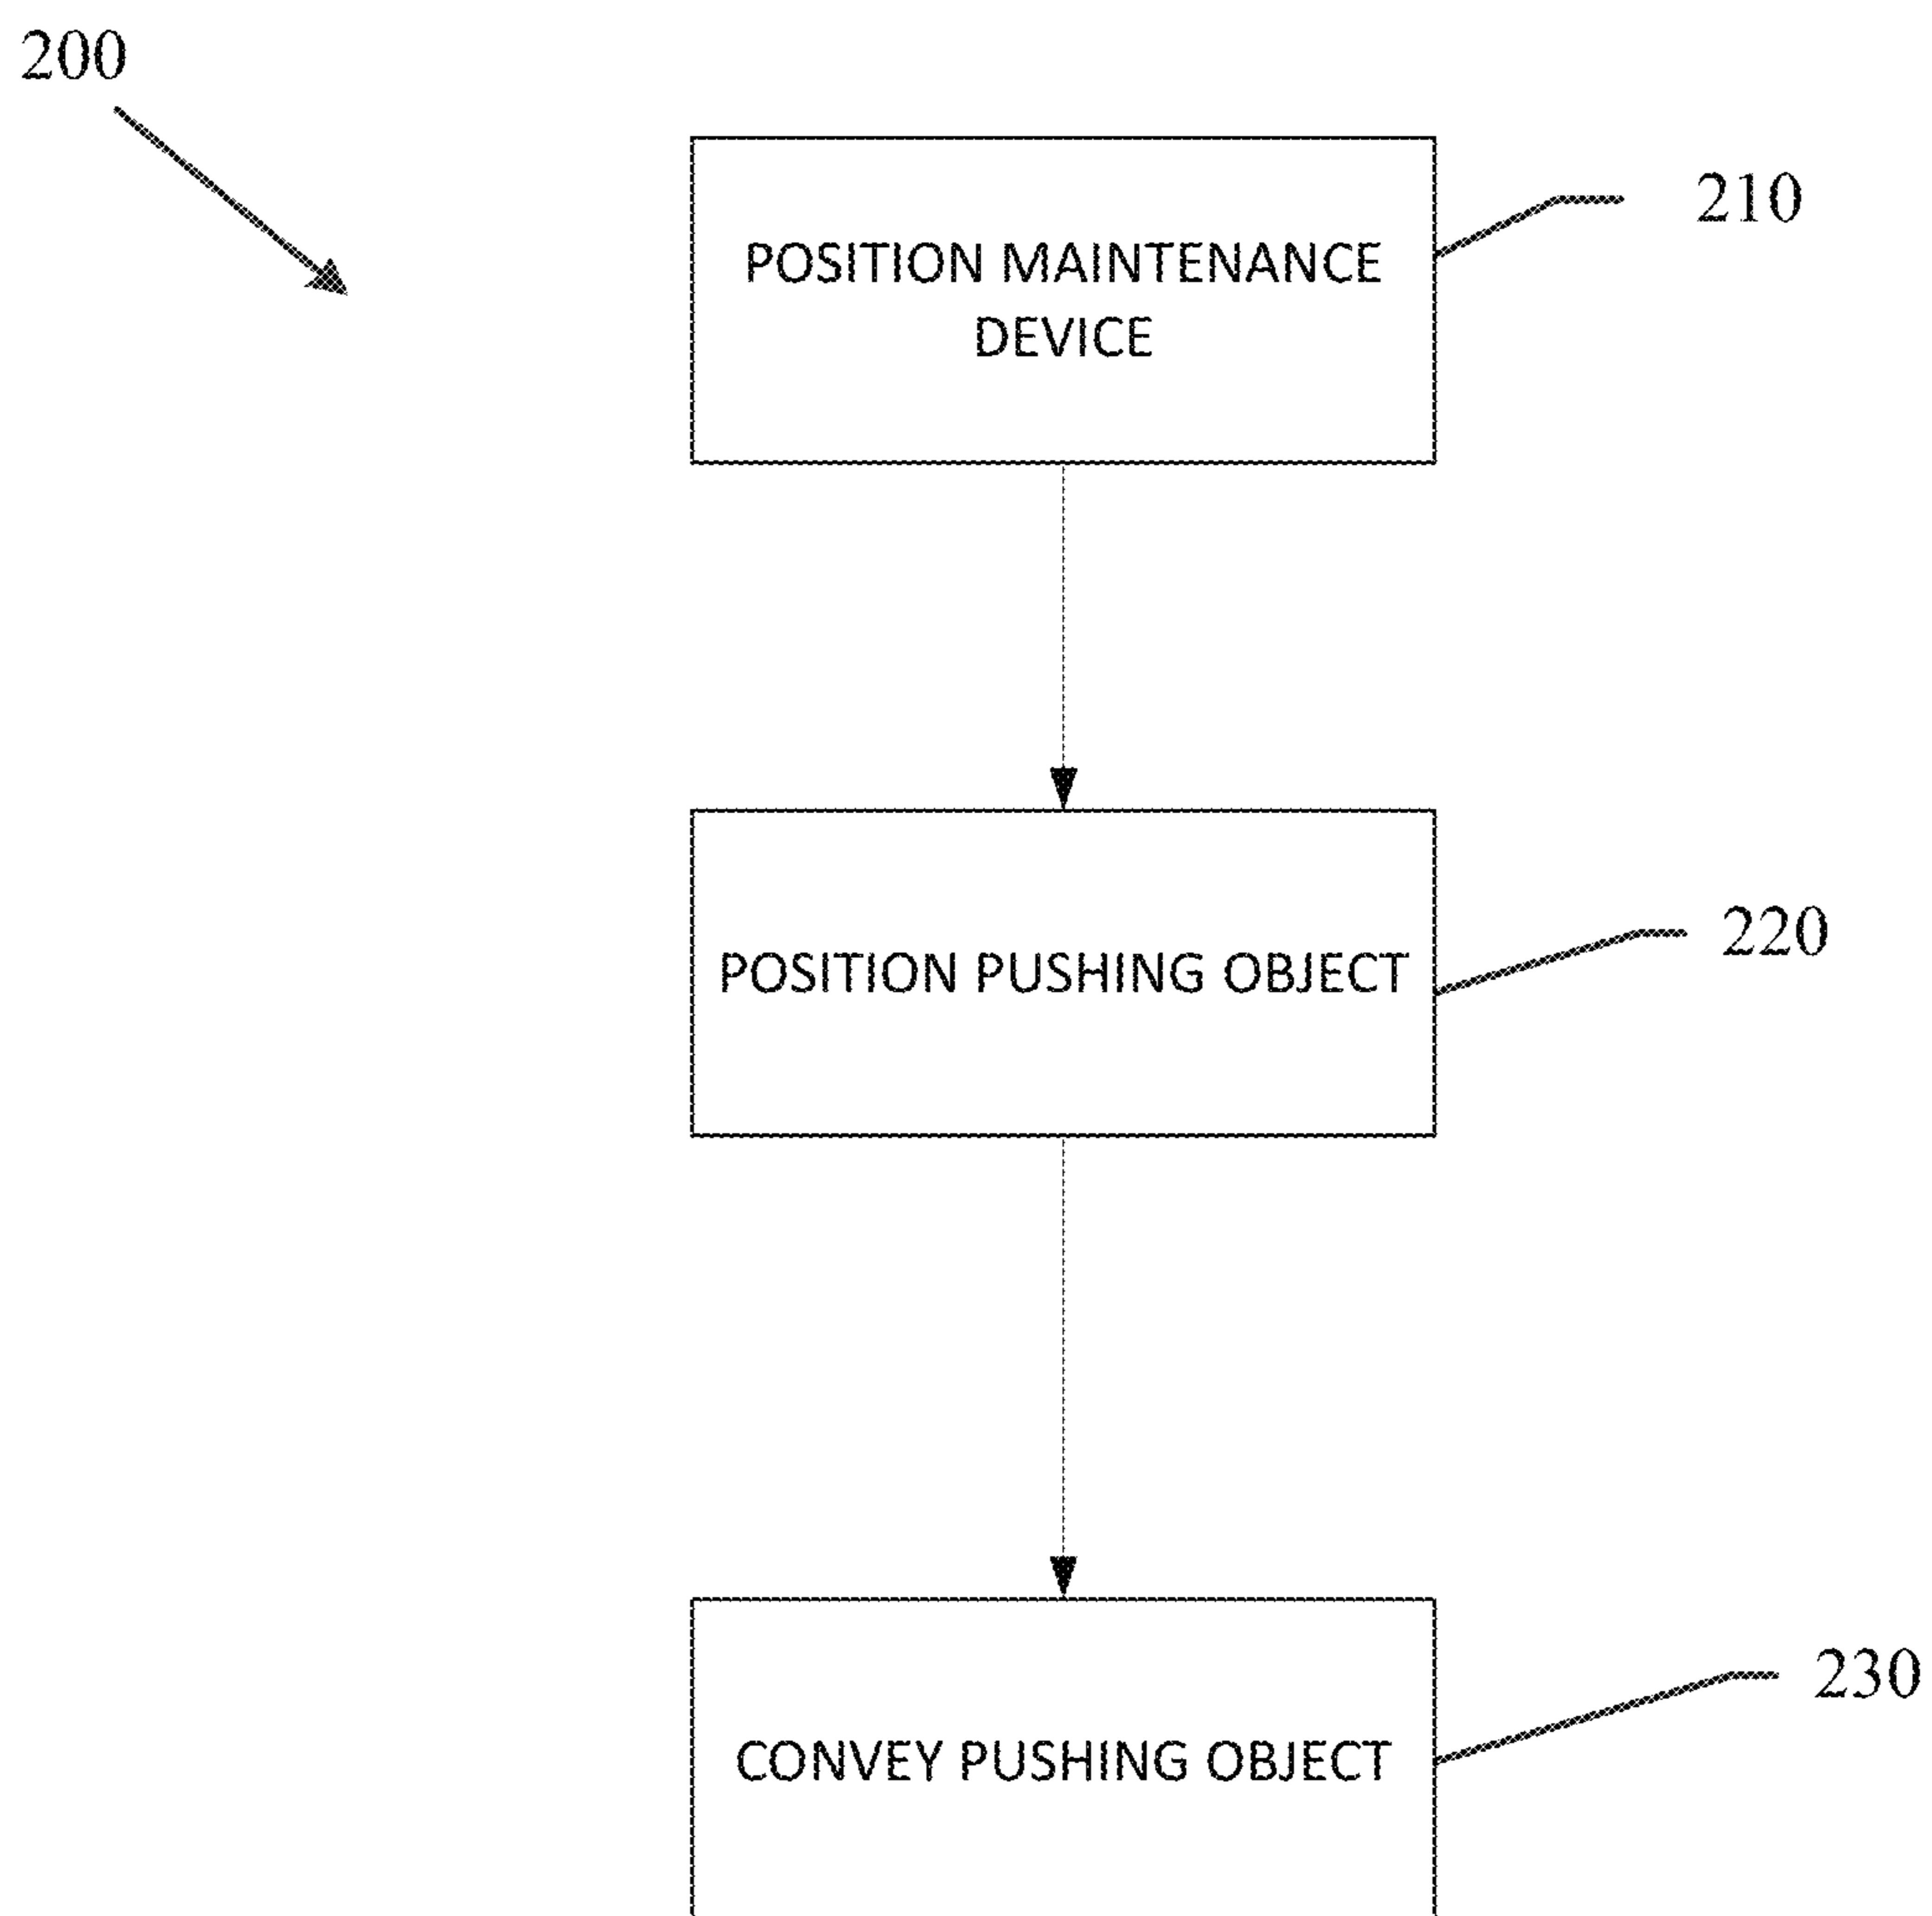 200
210
POSITION MAINTENANCE
DEVICE
220
POSITION PUSHING OBJECT
230
CONVEY PUSHING OBJECT